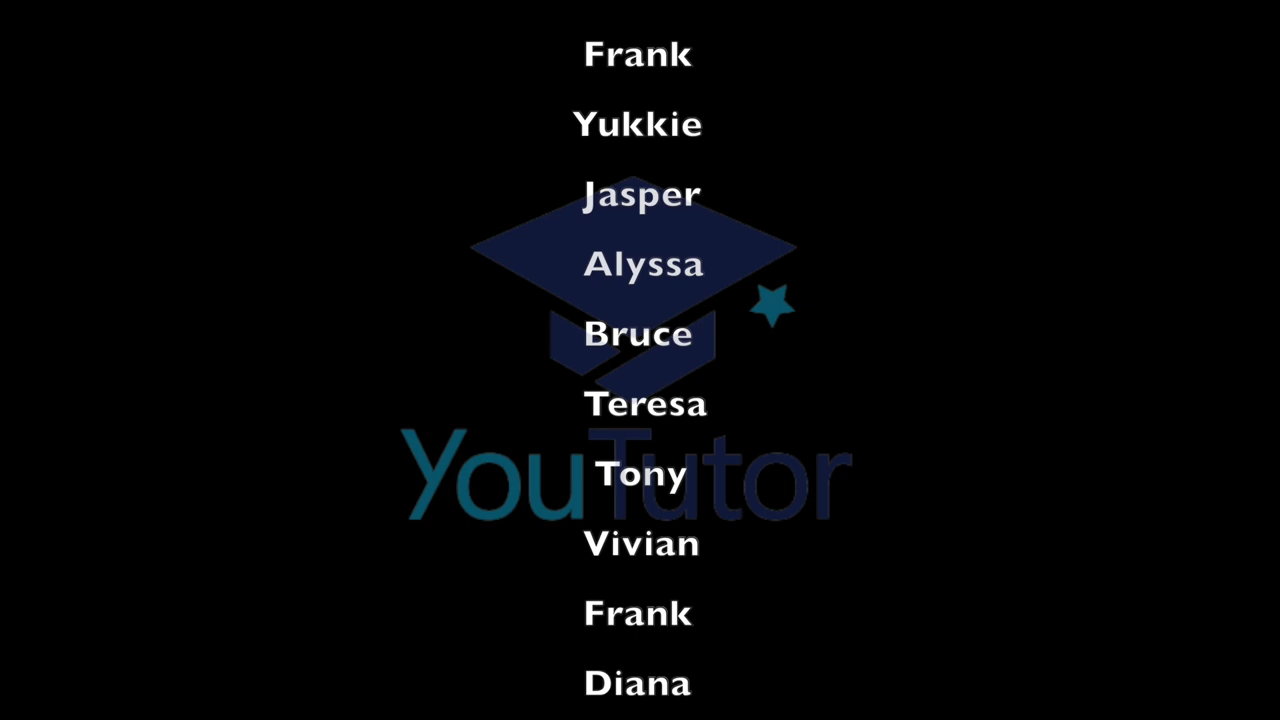 Frank
Yukkie
Jasper
Alyssa
Bruce
Teresa
YouTutor
Tony
Vivian
Frank
Diana